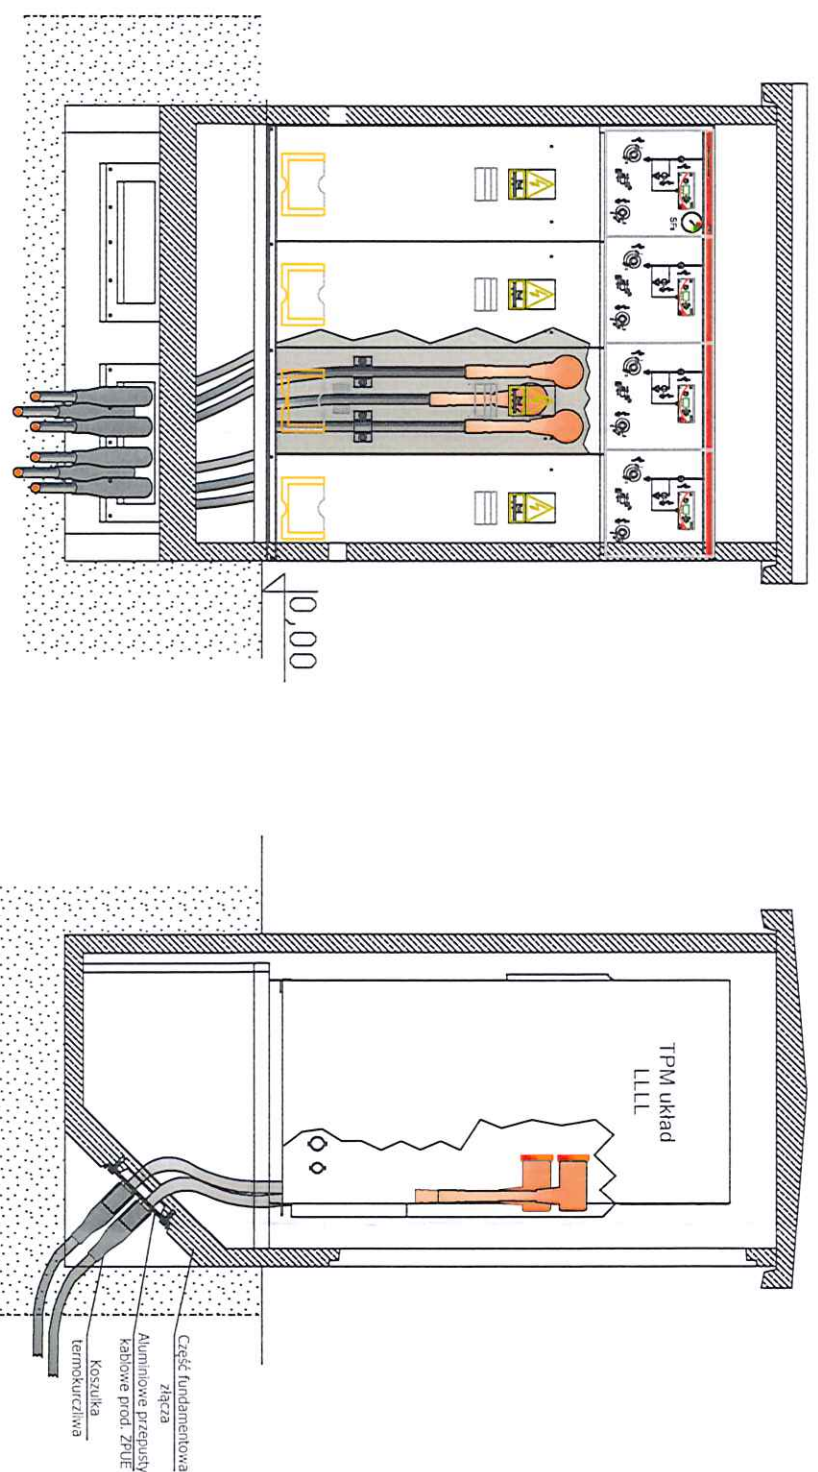 SF₆
0,00
TPM układ
LLLL
Część fundamentowa
złącza
Aluminiowe przepusty
kablowe prod. ZPUE
Koszulka
termokurczliwa